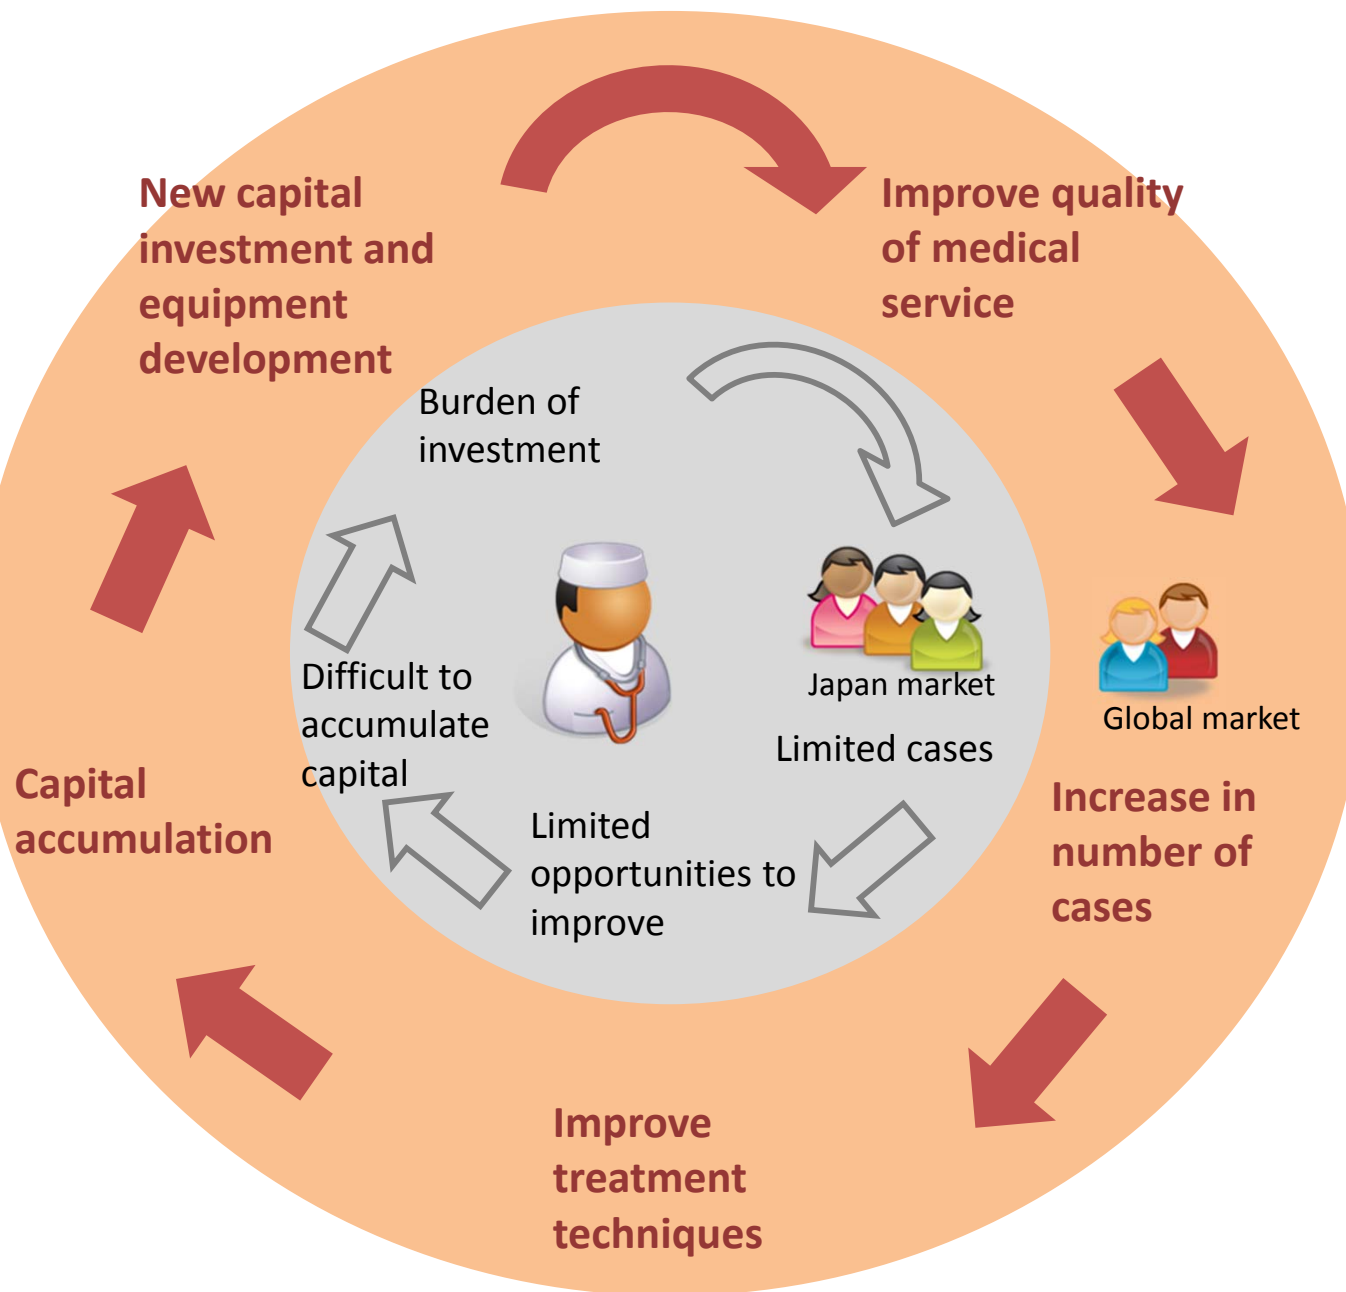 New capital
investment and
equipment
development
Improve quality
of medical
service
Burden of
investment
Japan market
Limited cases
Global market
Increase in
number of
cases
Difficult to
accumulate
capital
Limited
opportunities to
improve
Capital
accumulation
Improve
treatment
techniques